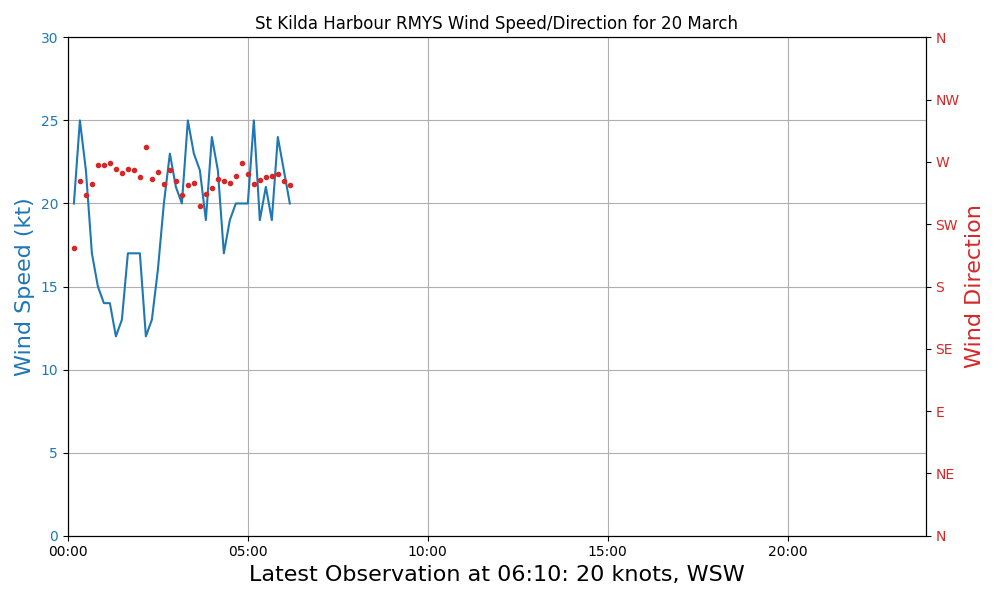 St Kilda Harbour RMYS Wind Speed/Direction for 20 March
Wind Speed (kt)
30
25
20
15
10
5
0
00:00 05:00 10:00 15:00 20:00
N
NW
W
SW
S
SE
E
NE
N
Wind Direction
Latest Observation at 06:10: 20 knots, WSW